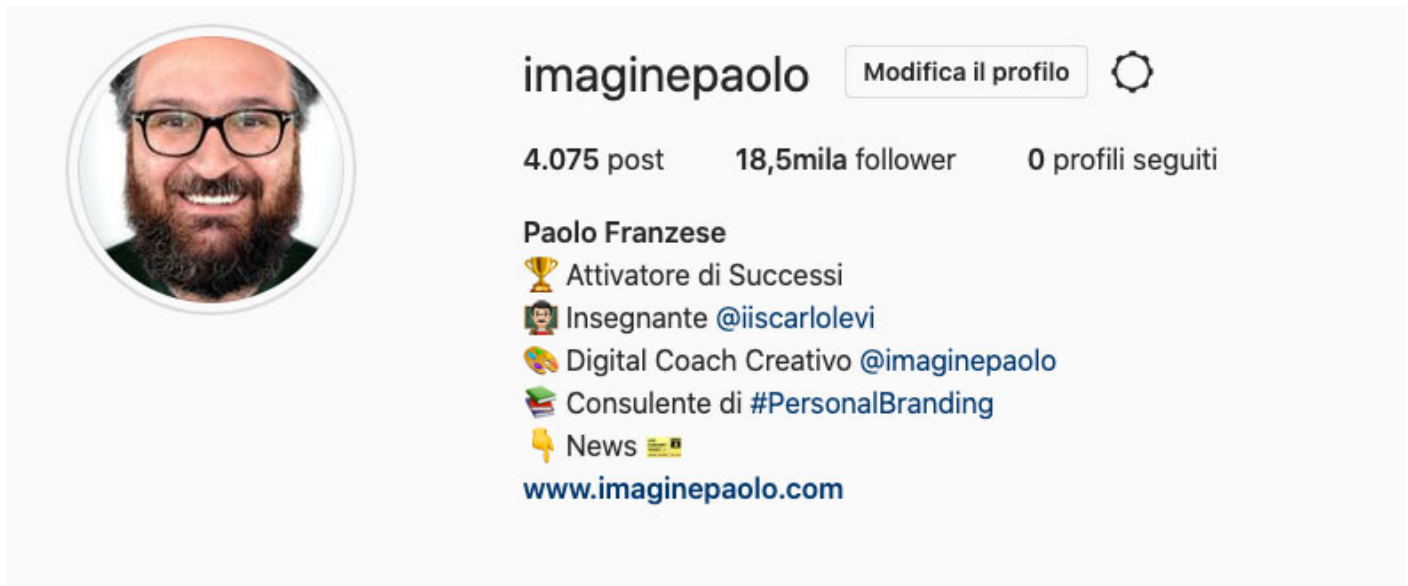 imaginepaolo Modifica il profilo
4.075 post 18,5mila follower 0 profili seguiti
Paolo Franzese
🏆 Attivatore di Successi
👨🏻‍🏫 Insegnante @iiscarlolevi
🎨 Digital Coach Creativo @imaginepaolo
📚 Consulente di #PersonalBranding
👇 News 🎫
www.imaginepaolo.com